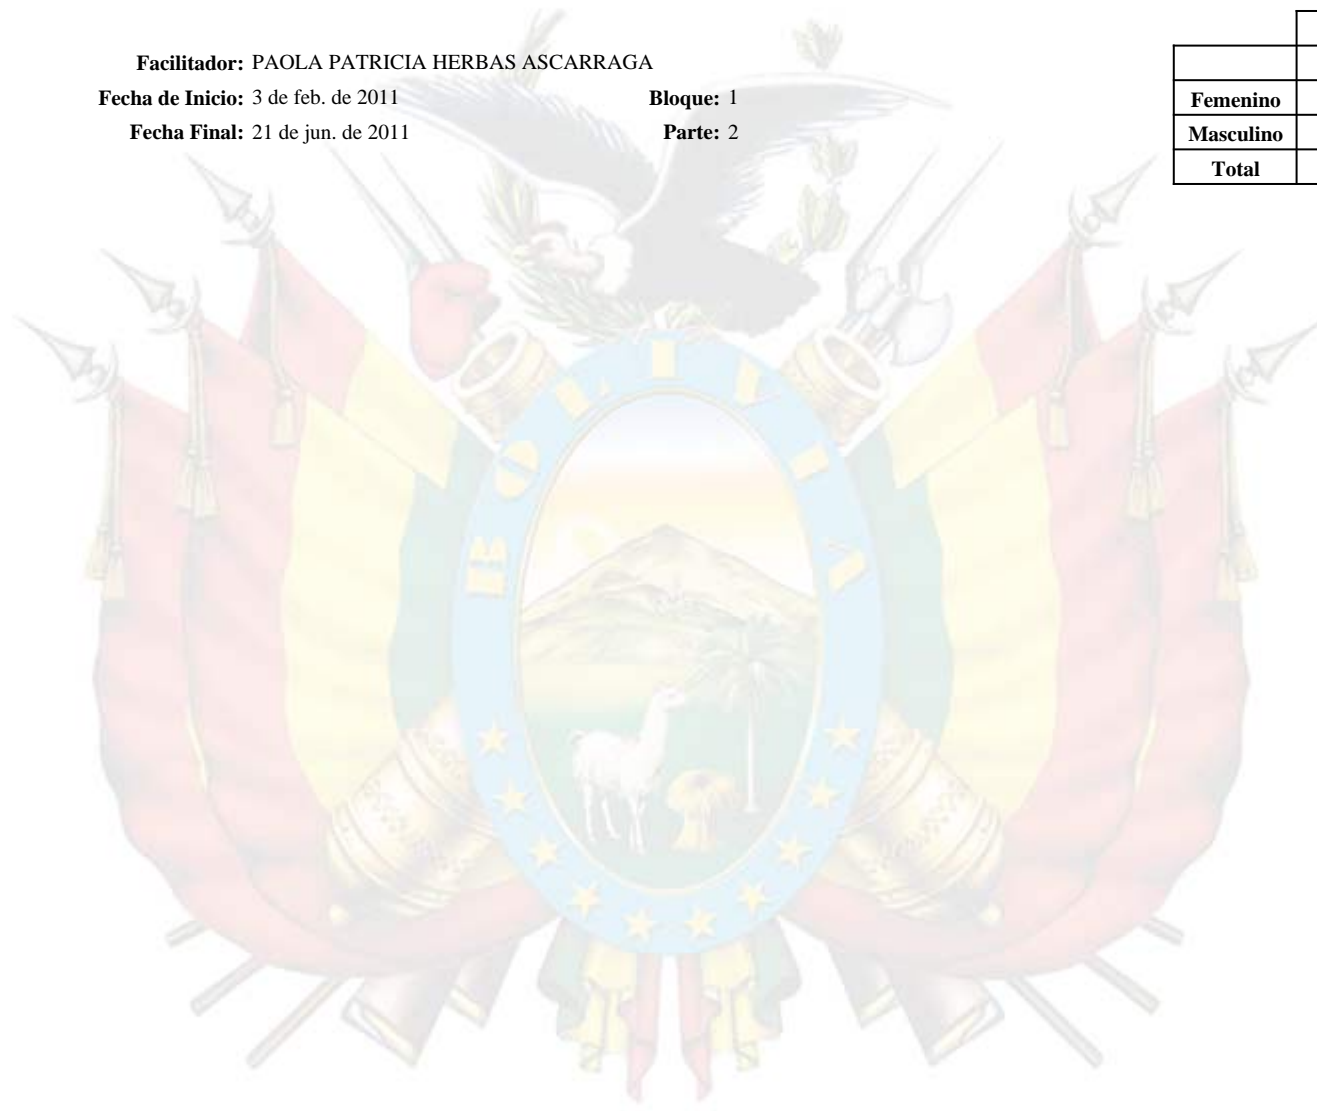 Facilitador: PAOLA PATRICIA HERBAS ASCARRAGA
Fecha de Inicio: 3 de feb. de 2011 Bloque: 1
Fecha Final: 21 de jun. de 2011 Parte: 2
Femenino
Masculino
Total
BOLIVIA